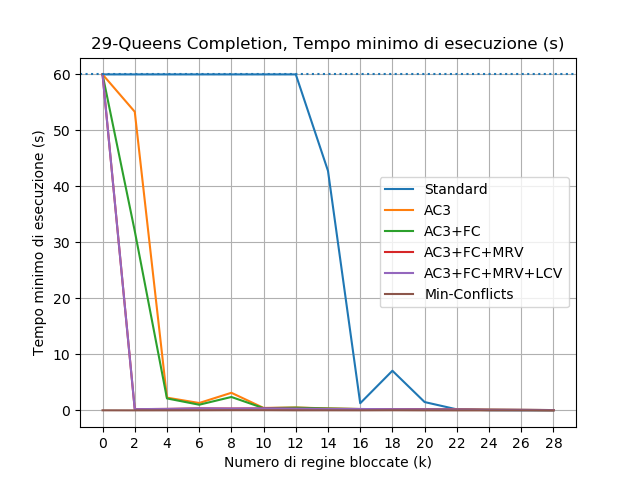 29-Queens Completion, Tempo minimo di esecuzione (s)
60
50
40
30
20
10
0
Tempo minimo di esecuzione (s)
Standard
AC3
AC3+FC
AC3+FC+MRV
AC3+FC+MRV+LCV
Min-Conflicts
0 2 4 6 8 10 12 14 16 18 20 22 24 26 28
Numero di regine bloccate (k)